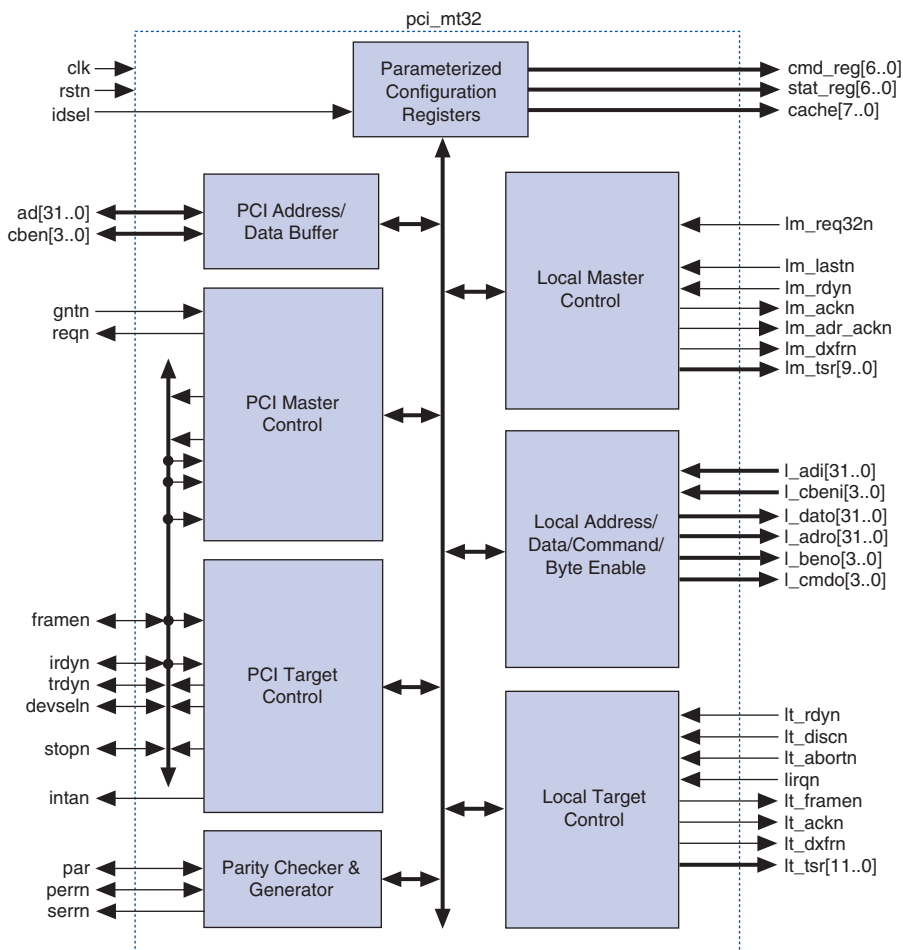 pci_mt32
clk
rstn
idsel
Parameterized
Configuration
Registers
cmd_reg[6..0]
stat_reg[6..0]
cache[7..0]
ad[31..0]
cben[3..0]
PCI Address/
Data Buffer
gntn
reqn
PCI Master
Control
framen
irdyn
trdyn
devseln
stopn
intan
PCI Target
Control
par
perrn
serrn
Parity Checker &
Generator
Local Master
Control
lm_req32n
lm_lastn
lm_rdyn
lm_ackn
lm_adr_ackn
lm_dxfrn
lm_tsr[9..0]
Local Address/
Data/Command/
Byte Enable
l_adi[31..0]
l_cbeni[3..0]
l_dato[31..0]
l_adro[31..0]
l_beno[3..0]
l_cmdo[3..0]
Local Target
Control
lt_rdyn
lt_discn
lt_abortn
lirqn
lt_framen
lt_ackn
lt_dxfrn
lt_tsr[11..0]